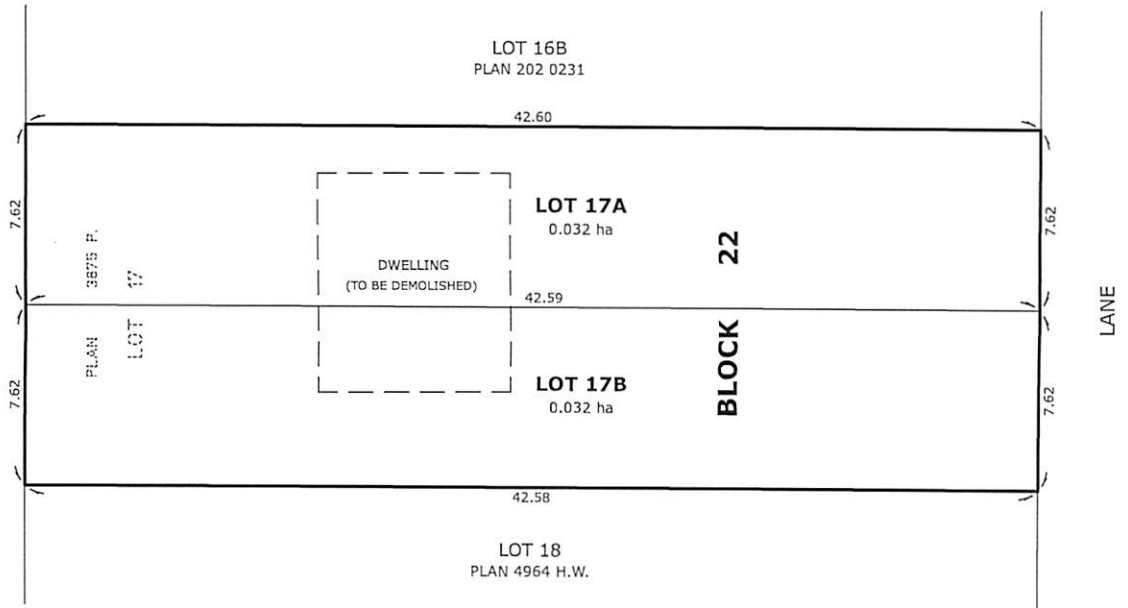 LOT 16B
PLAN 202 0231
42.60
7.62
7.62
LOT 17A
0.032 ha
PLAN 3875 P.
LOT 17
DWELLING
(TO BE DEMOLISHED)
42.59
BLOCK 22
LANE
7.62
7.62
LOT 17B
0.032 ha
42.58
LOT 18
PLAN 4964 H.W.